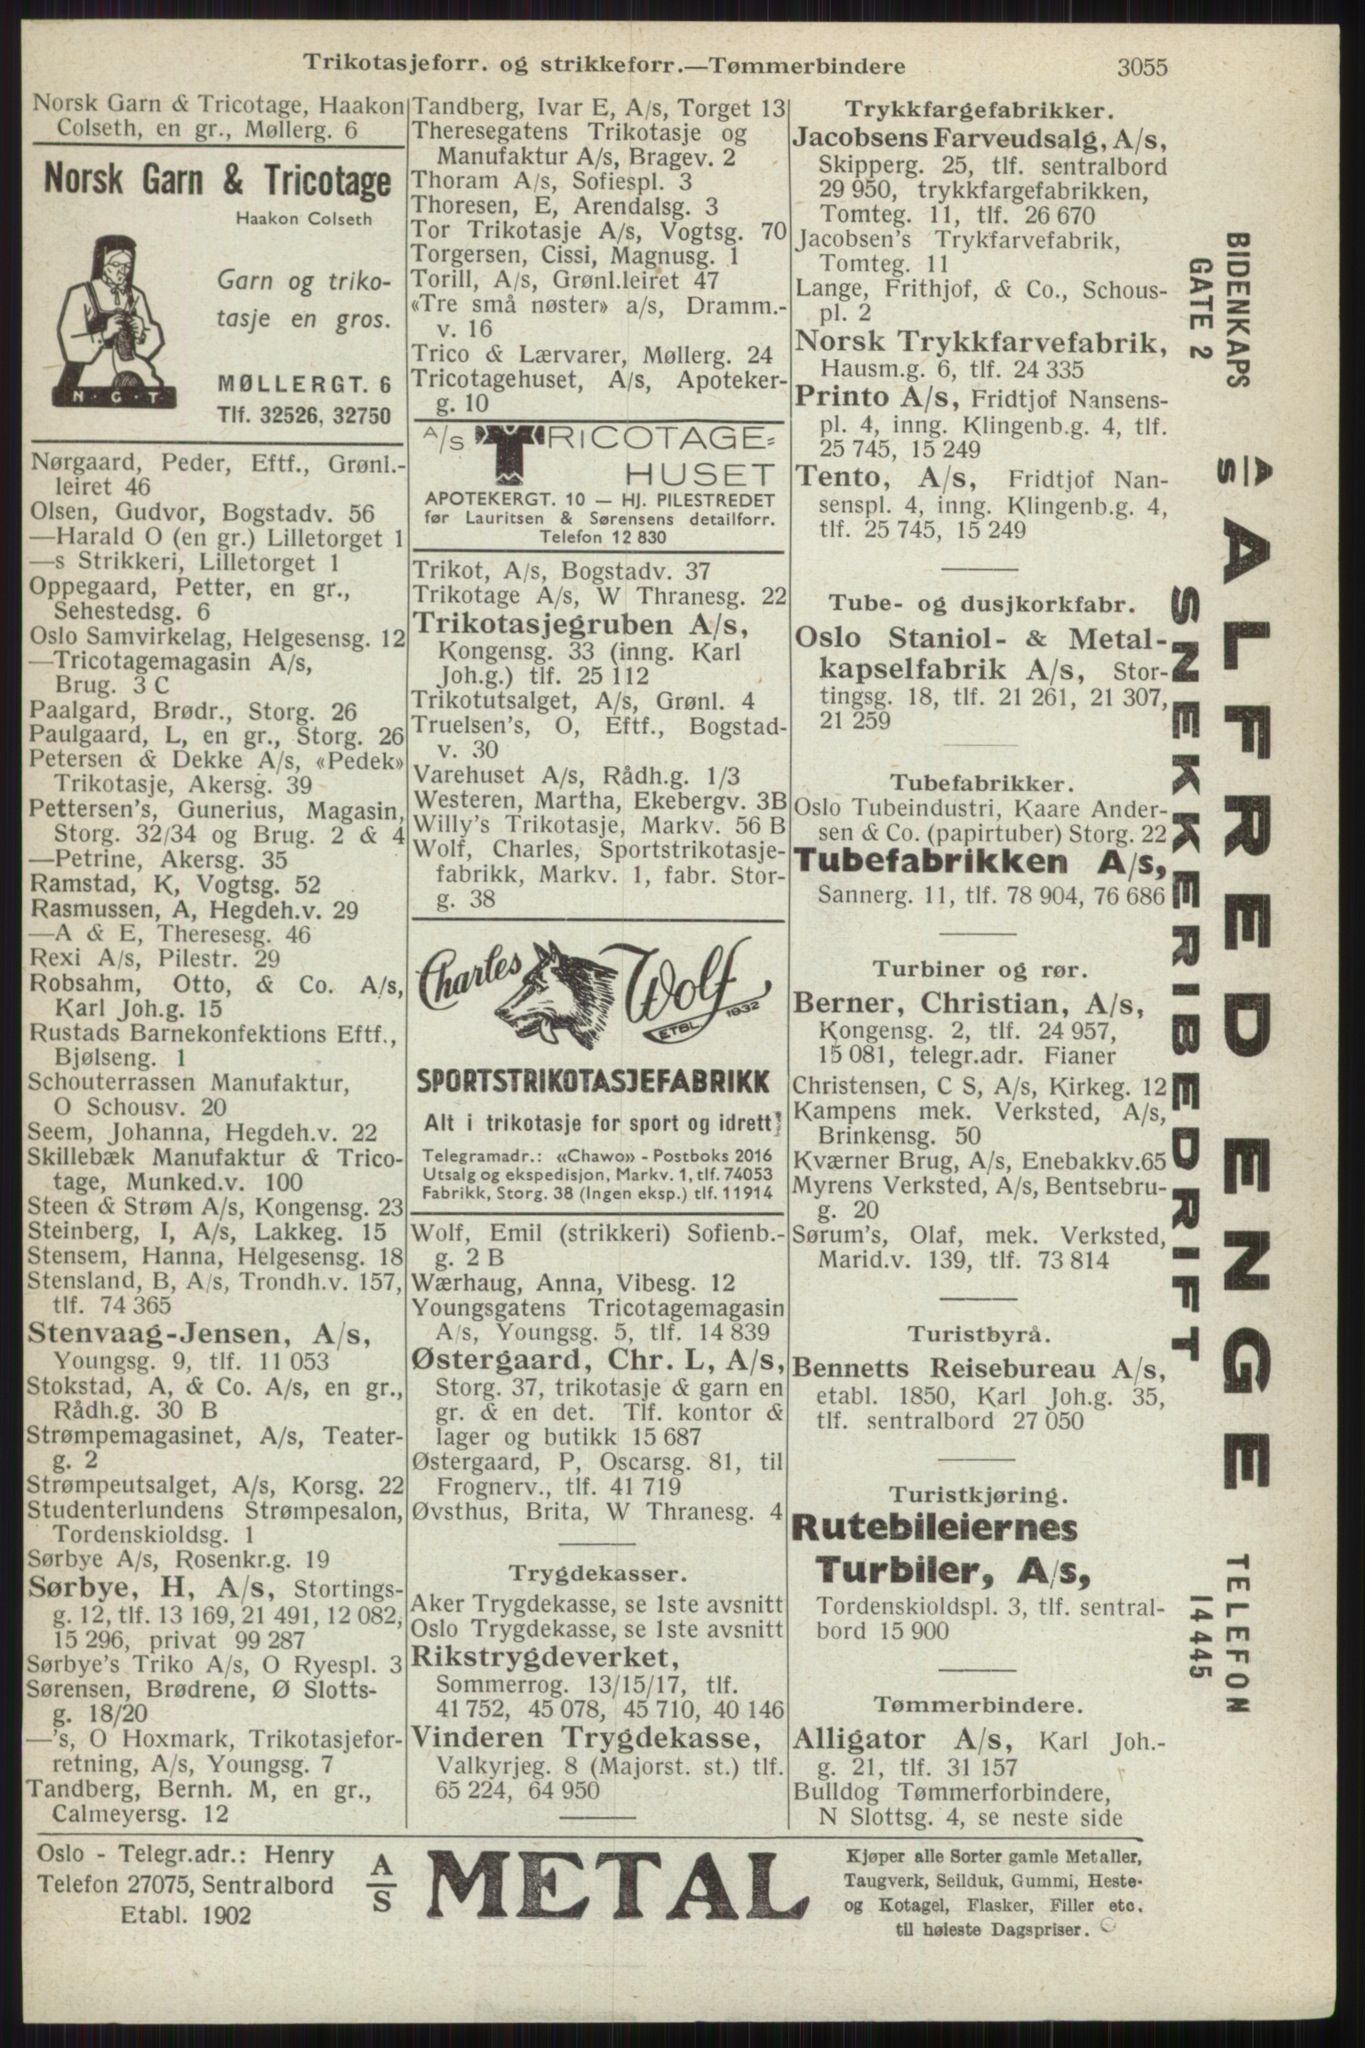 Trikotasjeforr. og strikkeforr.—Tømmerbindere
3055
Norsk Garn & Tricotage, Haakon
Colseth, en gr., Møllerg. 6
Norsk Garn & Tricotage
Haakon Colseth
Garn og triko-
tasje en gros.
MØLLERGT. 6
Tlf. 32526, 32750
N·G·T·
Nørgaard, Peder, Eftf., Grønl.-
leiret 46
Olsen, Gudvor, Bogstadv. 56
—Harald O (en gr.) Lilletorget 1
—s Strikkeri, Lilletorget 1
Oppegaard, Petter, en gr.,
Sehestedsg. 6
Oslo Samvirkelag, Helgesensg. 12
—Tricotagemagasin A/s,
Brug. 3 C
Paalgard, Brødr., Storg. 26
Paulgaard, L, en gr., Storg. 26
Petersen & Dekke A/s, «Pedek»
Trikotasje, Akersg. 39
Pettersen's, Gunerius, Magasin,
Storg. 32/34 og Brug. 2 & 4
—Petrine, Akersg. 35
Ramstad, K, Vogtsg. 52
Rasmussen, A, Hegdeh.v. 29
—A & E, Theresesg. 46
Rexi A/s, Pilestr. 29
Robsahm, Otto, & Co. A/s,
Karl Joh.g. 15
Rustads Barnekonfektions Eftf.,
Bjølseng. 1
Schouterrassen Manufaktur,
O Schousv. 20
Seem, Johanna, Hegdeh.v. 22
Skillebæk Manufaktur & Trico-
tage, Munked.v. 100
Steen & Strøm A/s, Kongensg. 23
Steinberg, I, A/s, Lakkeg. 15
Stensem, Hanna, Helgesensg. 18
Stensland, B, A/s, Trondh.v. 157,
tlf. 74 365
Stenvaag-Jensen, A/s,
Youngsg. 9, tlf. 11 053
Stokstad, A, & Co. A/s, en gr.,
Rådh.g. 30 B
Strømpemagasinet, A/s, Teater-
g. 2
Strømpeutsalget, A/s, Korsg. 22
Studenterlundens Strømpesalon,
Tordenskioldsg. 1
Sørbye A/s, Rosenkr.g. 19
Sørbye, H, A/s, Stortings-
g. 12, tlf. 13 169, 21 491, 12 082,
15 296, privat 99 287
Sørbye's Triko A/s, O Ryespl. 3
Sørensen, Brødrene, Ø Slotts-
g. 18/20
—'s, O Hoxmark, Trikotasjefor-
retning, A/s, Youngsg. 7
Tandberg, Bernh. M, en gr.,
Calmeyersg. 12
Tandberg, Ivar E, A/s, Torget 13
Theresegatens Trikotasje og
Manufaktur A/s, Bragev. 2
Thoram A/s, Sofiespl. 3
Thoresen, E, Arendalsg. 3
Tor Trikotasje A/s, Vogtsg. 70
Torgersen, Cissi, Magnusg. 1
Torill, A/s, Grønl.leiret 47
«Tre små nøster» a/s, Dramm.-
v. 16
Trico & Lærvarer, Møllerg. 24
Tricotagehuset, A/s, Apoteker-
g. 10
A/S TRICOTAGE-
HUSET
APOTEKERGT. 10 — HJ. PILESTREDET
før Lauritsen & Sørensens detailforr.
Telefon 12 830
Trikot, A/s, Bogstadv. 37
Trikotage A/s, W Thranesg. 22
Trikotasjegruben A/s,
Kongensg. 33 (inng. Karl
Joh.g.) tlf. 25 112
Trikotutsalget, A/s, Grønl. 4
Truelsen's, O, Eftf., Bogstad-
v. 30
Varehuset A/s, Rådh.g. 1/3
Westeren, Martha, Ekebergv. 3B
Willy's Trikotasje, Markv. 56 B
Wolf, Charles, Sportstrikotasje-
fabrikk, Markv. 1, fabr. Stor-
g. 38
Charles Wolf
ETBL. 1932
SPORTSTRIKOTASJEFABRIKK
Alt i trikotasje for sport og idrett
Telegramadr.: «Chawo» - Postboks 2016
Utsalg og ekspedisjon, Markv. 1, tlf. 74053
Fabrikk, Storg. 38 (Ingen eksp.) tlf. 11914
Wolf, Emil (strikkeri) Sofienb.-
g. 2 B
Wærhaug, Anna, Vibesg. 12
Youngsgatens Tricotagemagasin
A/s, Youngsg. 5, tlf. 14 839
Østergaard, Chr. L, A/s,
Storg. 37, trikotasje & garn en
gr. & en det. Tlf. kontor &
lager og butikk 15 687
Østergaard, P, Oscarsg. 81, til
Frognerv., tlf. 41 719
Øvsthus, Brita, W Thranesg. 4
Trygdekasser.
Aker Trygdekasse, se 1ste avsnitt
Oslo Trygdekasse, se 1ste avsnitt
Rikstrygdeverket,
Sommerrog. 13/15/17, tlf.
41 752, 45 078, 45 710, 40 146
Vinderen Trygdekasse,
Valkyrjeg. 8 (Majorst. st.) tlf.
65 224, 64 950
Trykkfargefabrikker.
Jacobsens Farveudsalg, A/s,
Skipperg. 25, tlf. sentralbord
29 950, trykkfargefabrikken,
Tomteg. 11, tlf. 26 670
Jacobsen's Trykfarvefabrik,
Tomteg. 11
Lange, Frithjof, & Co., Schous-
pl. 2
Norsk Trykkfarvefabrik,
Hausm.g. 6, tlf. 24 335
Printo A/s, Fridtjof Nansens-
pl. 4, inng. Klingenb.g. 4, tlf.
25 745, 15 249
Tento, A/s, Fridtjof Nan-
senspl. 4, inng. Klingenb.g. 4,
tlf. 25 745, 15 249
Tube- og dusjkorkfabr.
Oslo Staniol- & Metal-
kapselfabrik A/s, Stor-
tingsg. 18, tlf. 21 261, 21 307,
21 259
Tubefabrikker.
Oslo Tubeindustri, Kaare Ander-
sen & Co. (papirtuber) Storg. 22
Tubefabrikken A/s,
Sannerg. 11, tlf. 78 904, 76 686
Turbiner og rør.
Berner, Christian, A/s,
Kongensg. 2, tlf. 24 957,
15 081, telegr.adr. Fianer
Christensen, C S, A/s, Kirkeg. 12
Kampens mek. Verksted, A/s,
Brinkensg. 50
Kværner Brug, A/s, Enebakkv.65
Myrens Verksted, A/s, Bentsebru-
g. 20
Sørum's, Olaf, mek. Verksted,
Marid.v. 139, tlf. 73 814
Turistbyrå.
Bennetts Reisebureau A/s,
etabl. 1850, Karl Joh.g. 35,
tlf. sentralbord 27 050
Turistkjøring.
Rutebileiernes
Turbiler, A/s,
Tordenskioldspl. 3, tlf. sentral-
bord 15 900
Tømmerbindere.
Alligator A/s, Karl Joh.-
g. 21, tlf. 31 157
Bulldog Tømmerforbindere,
N Slottsg. 4, se neste side
BIDENKAPS
GATE 2
A/S ALFRED ENGE
SNEKKERIBEDRIFT
TELEFON
14445
Oslo - Telegr.adr.: Henry
Telefon 27075, Sentralbord
Etabl. 1902
A/S METAL
Kjøper alle Sorter gamle Metaller,
Taugverk, Seilduk, Gummi, Heste-
og Kotagel, Flasker, Filler etc.
til høieste Dagspriser.